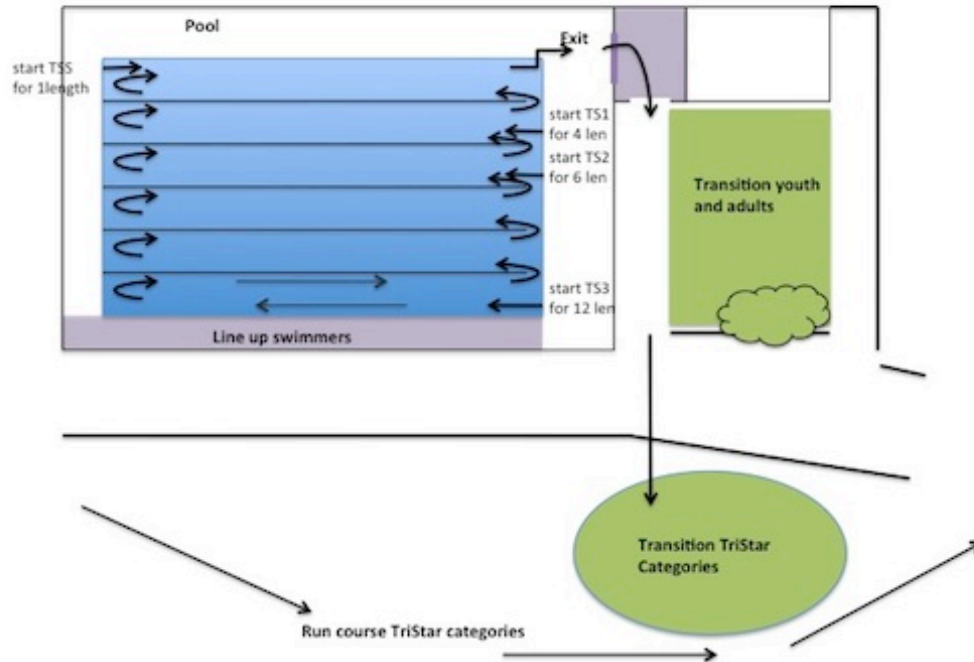 Pool
Exit
start TSS
for 1length
start TS1
for 4 len
start TS2
for 6 len
Transition youth
and adults
start TS3
for 12 len
Line up swimmers
Transition TriStar
Categories
Run course TriStar categories